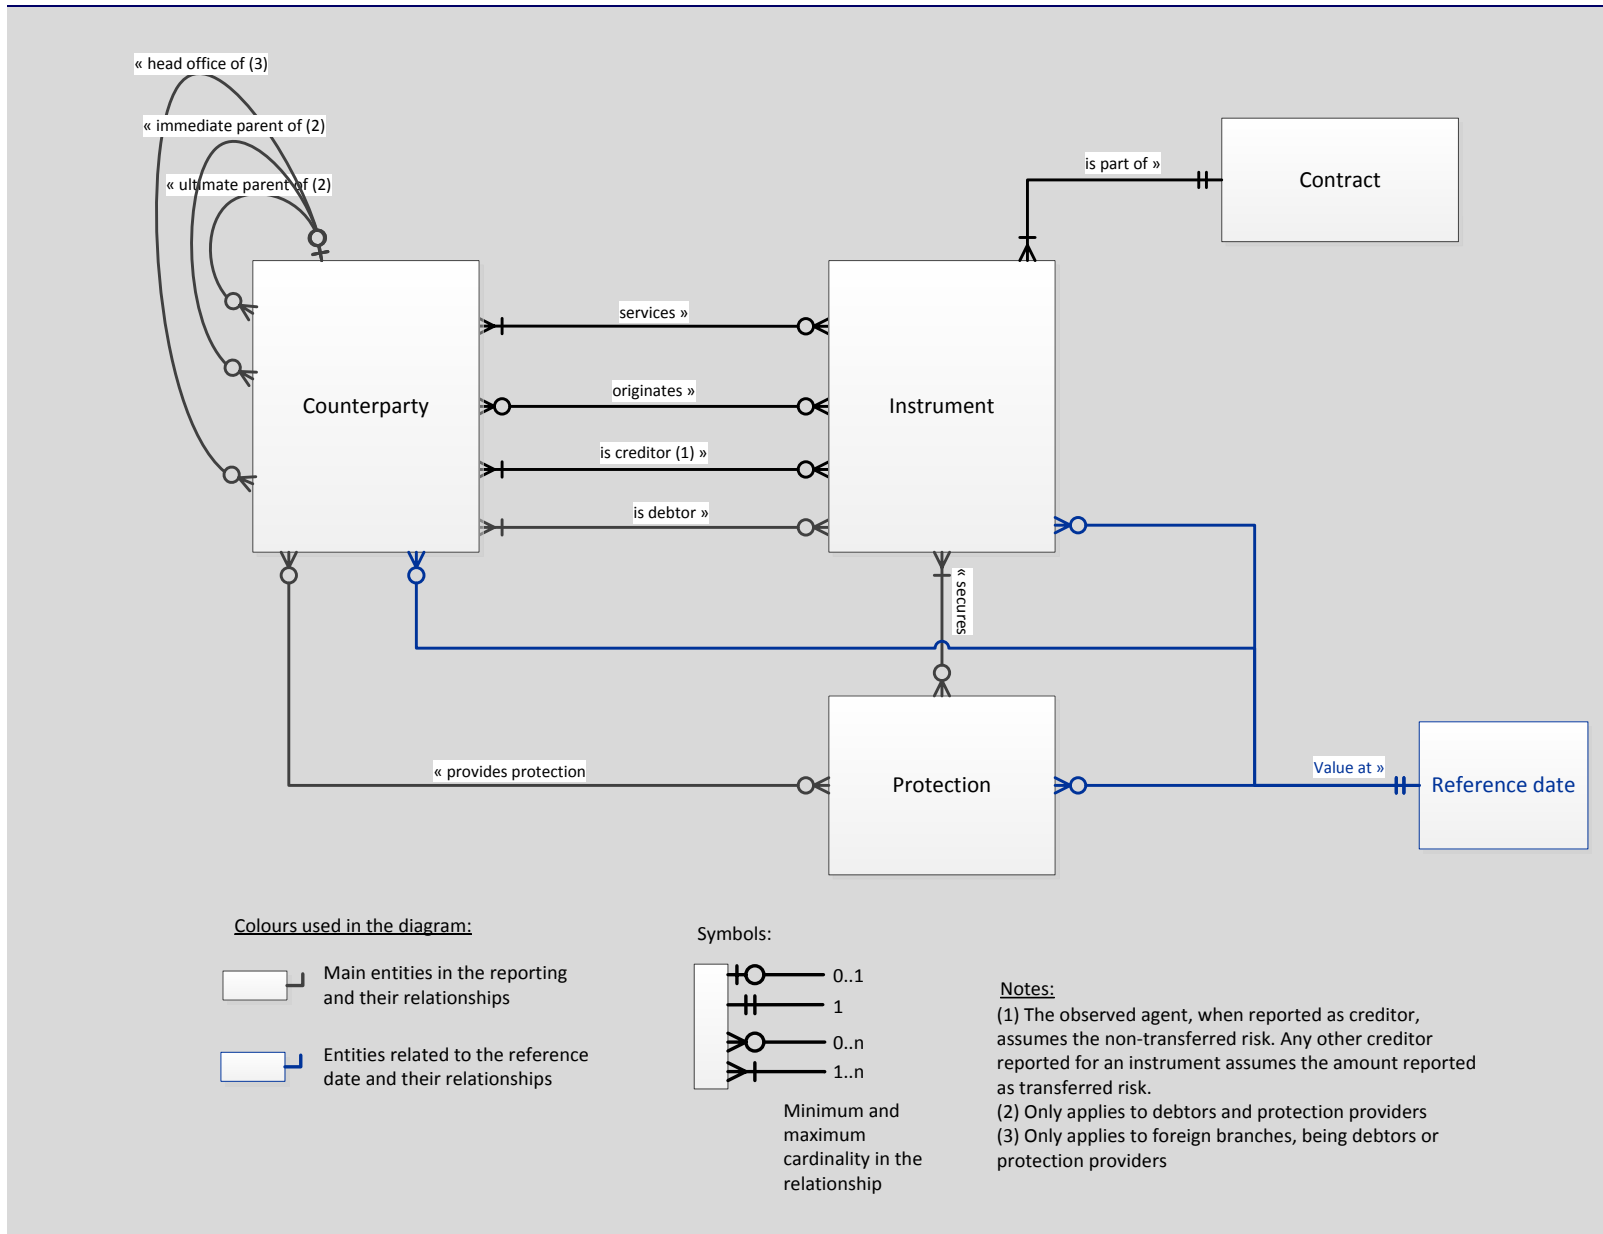 « head office of (3)
« immediate parent of (2)
« ultimate parent of (2)
is part of »
Contract
services »
originates »
is creditor (1) »
is debtor »
Counterparty
Instrument
« secures
« provides protection
Protection
Value at »
Reference date
Colours used in the diagram:
Main entities in the reporting
and their relationships
Entities related to the reference
date and their relationships
Symbols:
0..1
1
0..n
1..n
Minimum and
maximum
cardinality in the
relationship
Notes:
(1) The observed agent, when reported as creditor,
assumes the non-transferred risk. Any other creditor
reported for an instrument assumes the amount reported
as transferred risk.
(2) Only applies to debtors and protection providers
(3) Only applies to foreign branches, being debtors or
protection providers